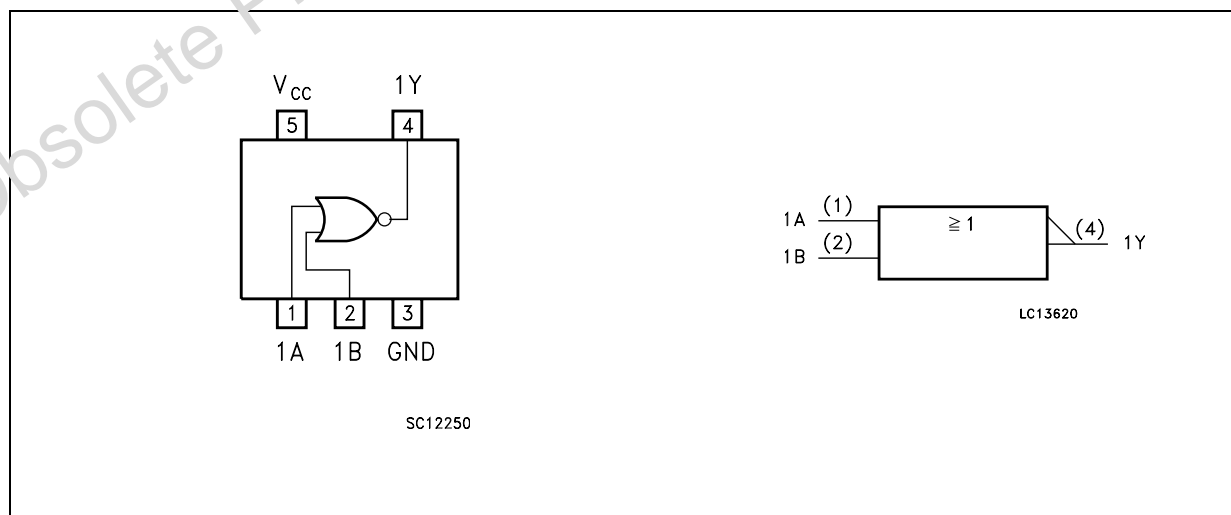 Obsolete P
V CC 1Y
5 4
1 2 3
1A 1B GND
SC12250
1A (1) ≧ 1
1B (2) (4) 1Y
LC13620